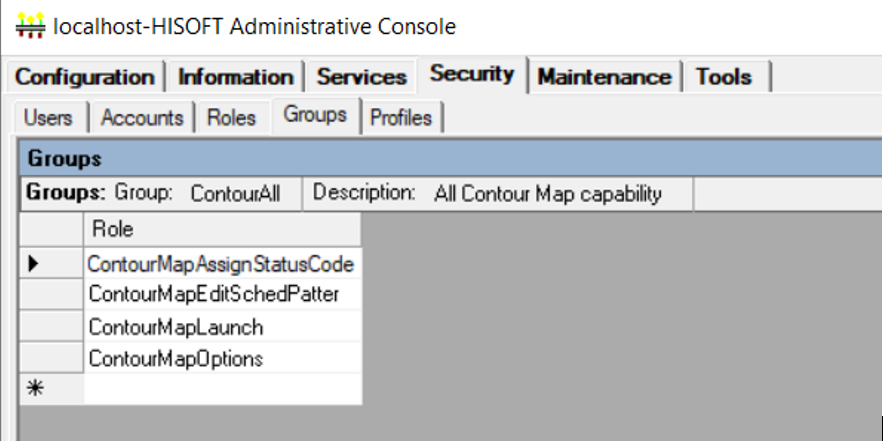 localhost-HISOFT Administrative Console
Configuration Information Services Security Maintenance Tools
Users Accounts Roles Groups Profiles
Groups
Groups: Group: ContourAll Description: All Contour Map capability
Role
ContourMapAssignStatusCode
ContourMapEditSchedPatter
ContourMapLaunch
ContourMapOptions